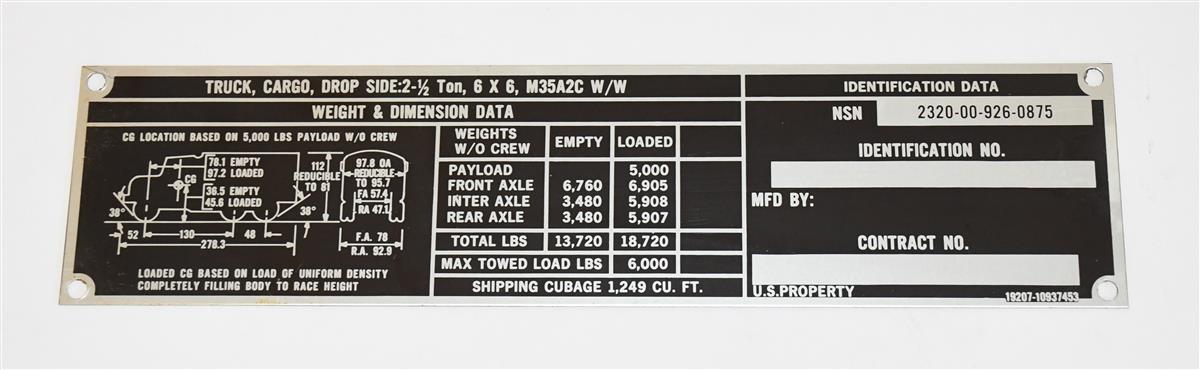 TRUCK, CARGO, DROP SIDE:2-½ Ton, 6 X 6, M35A2C W/W
WEIGHT & DIMENSION DATA
CG LOCATION BASED ON 5,000 LBS PAYLOAD W/O CREW
78.1 EMPTY
97.2 LOADED
CG
36.5 EMPTY
45.6 LOADED
112
REDUCIBLE
TO 81
38°
38°
52
130
48
278.3
97.8 OA
REDUCIBLE
TO 95.7
FA 57.4
RA 47.1
F.A. 78
R.A. 92.9
LOADED CG BASED ON LOAD OF UNIFORM DENSITY
COMPLETELY FILLING BODY TO RACE HEIGHT
WEIGHTS
W/O CREW
EMPTY
LOADED
PAYLOAD 5,000
FRONT AXLE 6,760 6,905
INTER AXLE 3,480 5,908
REAR AXLE 3,480 5,907
TOTAL LBS 13,720 18,720
MAX TOWED LOAD LBS 6,000
SHIPPING CUBAGE 1,249 CU. FT.
IDENTIFICATION DATA
NSN 2320-00-926-0875
IDENTIFICATION NO.
MFD BY:
CONTRACT NO.
U.S.PROPERTY
19207-10937453